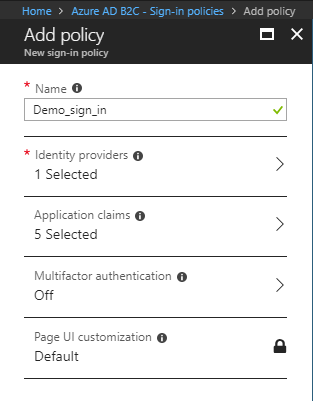 Home > Azure AD B2C - Sign-in policies > Add policy
Add policy
New sign-in policy
* Name
Demo_sign_in
* Identity providers
1 Selected
Application claims
5 Selected
Multifactor authentication
Off
Page UI customization
Default